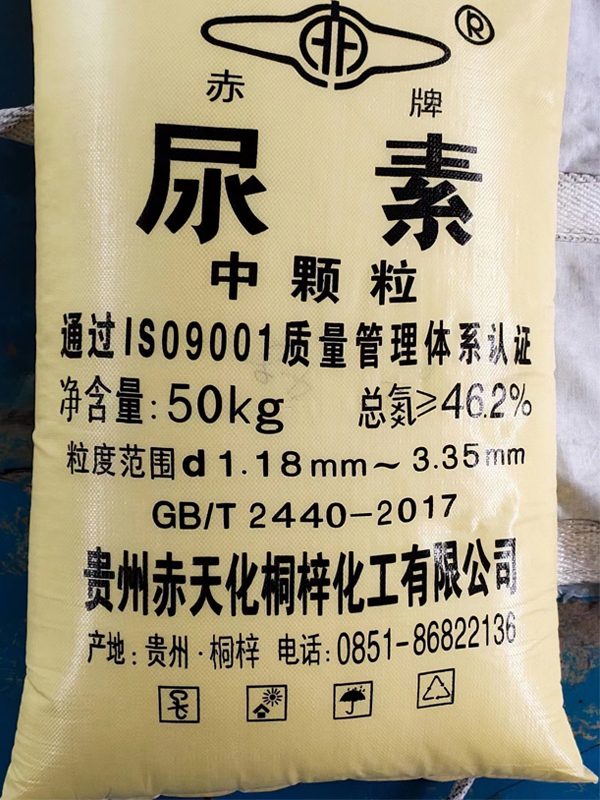 ®
赤 牌
尿 素
中颗粒
通过ISO9001质量管理体系认证
净含量:50kg 总氮≥46.2%
粒度范围d1.18mm~3.35mm
GB/T 2440-2017
贵州赤天化桐梓化工有限公司
产地:贵州·桐梓 电话:0851-86822136